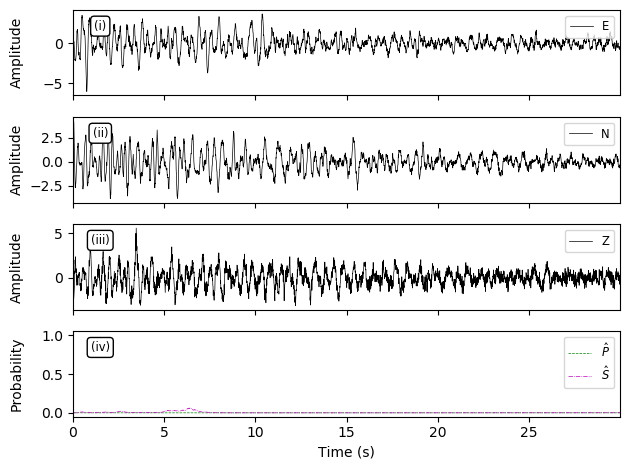 (i)
E
Amplitude
0
−5
(ii)
N
Amplitude
2.5
0.0
−2.5
(iii)
Z
Amplitude
5
0
(iv)
P̂
Ŝ
Probability
1.0
0.5
0.0
0 5 10 15 20 25
Time (s)